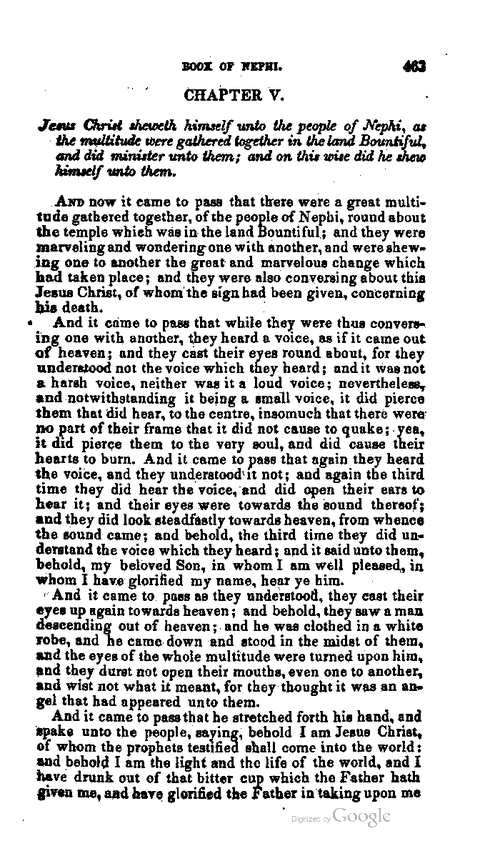 BOOK OF NEPHI. 463
CHAPTER V.
Jesus Christ sheweth himself unto the people of Nephi, as
the multitude were gathered together in the land Bountiful,
and did minister unto them; and on this wise did he shew
himself unto them.
AND now it came to pass that there were a great multi-
tude gathered together, of the people of Nephi, round about
the temple which was in the land Bountiful; and they were
marveling and wondering one with another, and were shew-
ing one to another the great and marvelous change which
had taken place; and they were also conversing about this
Jesus Christ, of whom the sign had been given, concerning
his death.
And it came to pass that while they were thus convers-
ing one with another, they heard a voice, as if it came out
of heaven; and they cast their eyes round about, for they
understood not the voice which they heard; and it was not
a harsh voice, neither was it a loud voice; nevertheless,
and notwithstanding it being a small voice, it did pierce
them that did hear, to the centre, insomuch that there were
no part of their frame that it did not cause to quake; yea,
it did pierce them to the very soul, and did cause their
hearts to burn. And it came to pass that again they heard
the voice, and they understood it not; and again the third
time they did hear the voice, and did open their ears to
hear it; and their eyes were towards the sound thereof;
and they did look steadfastly towards heaven, from whence
the sound came; and behold, the third time they did un-
derstand the voice which they heard; and it said unto them,
behold, my beloved Son, in whom I am well pleased, in
whom I have glorified my name, hear ye him.
And it came to pass as they understood, they cast their
eyes up again towards heaven; and behold, they saw a man
descending out of heaven; and he was clothed in a white
robe, and he came down and stood in the midst of them,
and the eyes of the whole multitude were turned upon him,
and they durst not open their mouths, even one to another,
and wist not what it meant, for they thought it was an an-
gel that had appeared unto them.
And it came to pass that he stretched forth his hand, and
spake unto the people, saying, behold I am Jesus Christ,
of whom the prophets testified shall come into the world:
and behold I am the light and the life of the world, and I
have drunk out of that bitter cup which the Father hath
given me, and have glorified the Father in taking upon me
Digitized by Google